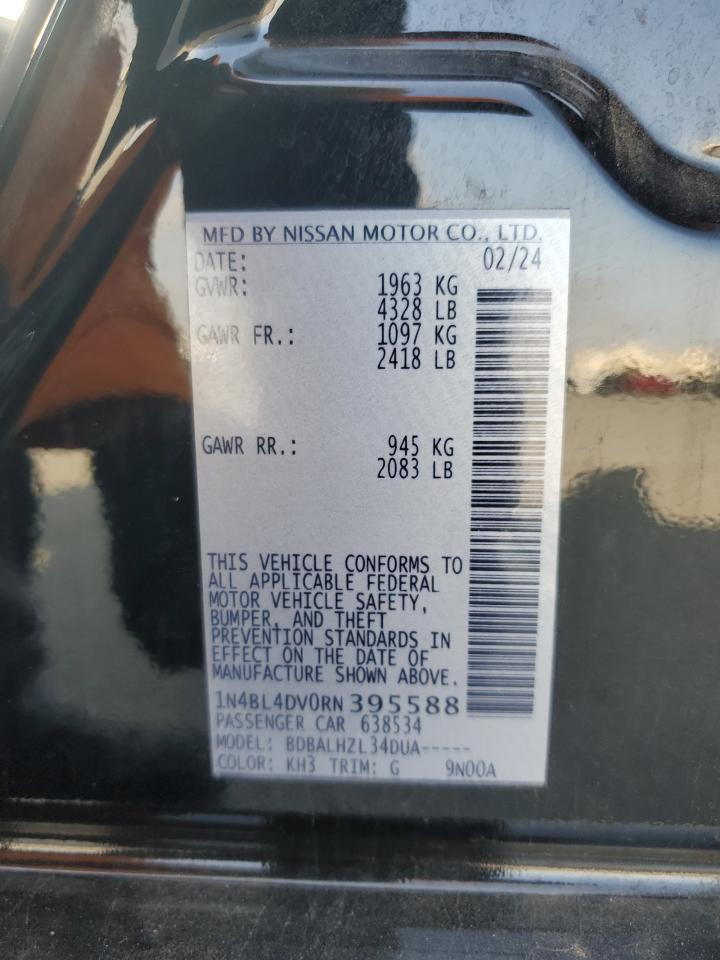 MFD BY NISSAN MOTOR CO., LTD.
DATE: 02/24
GVWR: 1963 KG
4328 LB
GAWR FR.: 1097 KG
2418 LB
GAWR RR.: 945 KG
2083 LB
THIS VEHICLE CONFORMS TO
ALL APPLICABLE FEDERAL
MOTOR VEHICLE SAFETY,
BUMPER, AND THEFT
PREVENTION STANDARDS IN
EFFECT ON THE DATE OF
MANUFACTURE SHOWN ABOVE.
1N4BL4DV0RN395588
PASSENGER CAR 638534
MODEL: BDBALHZL34DUA-----
COLOR: KH3 TRIM: G 9N00A